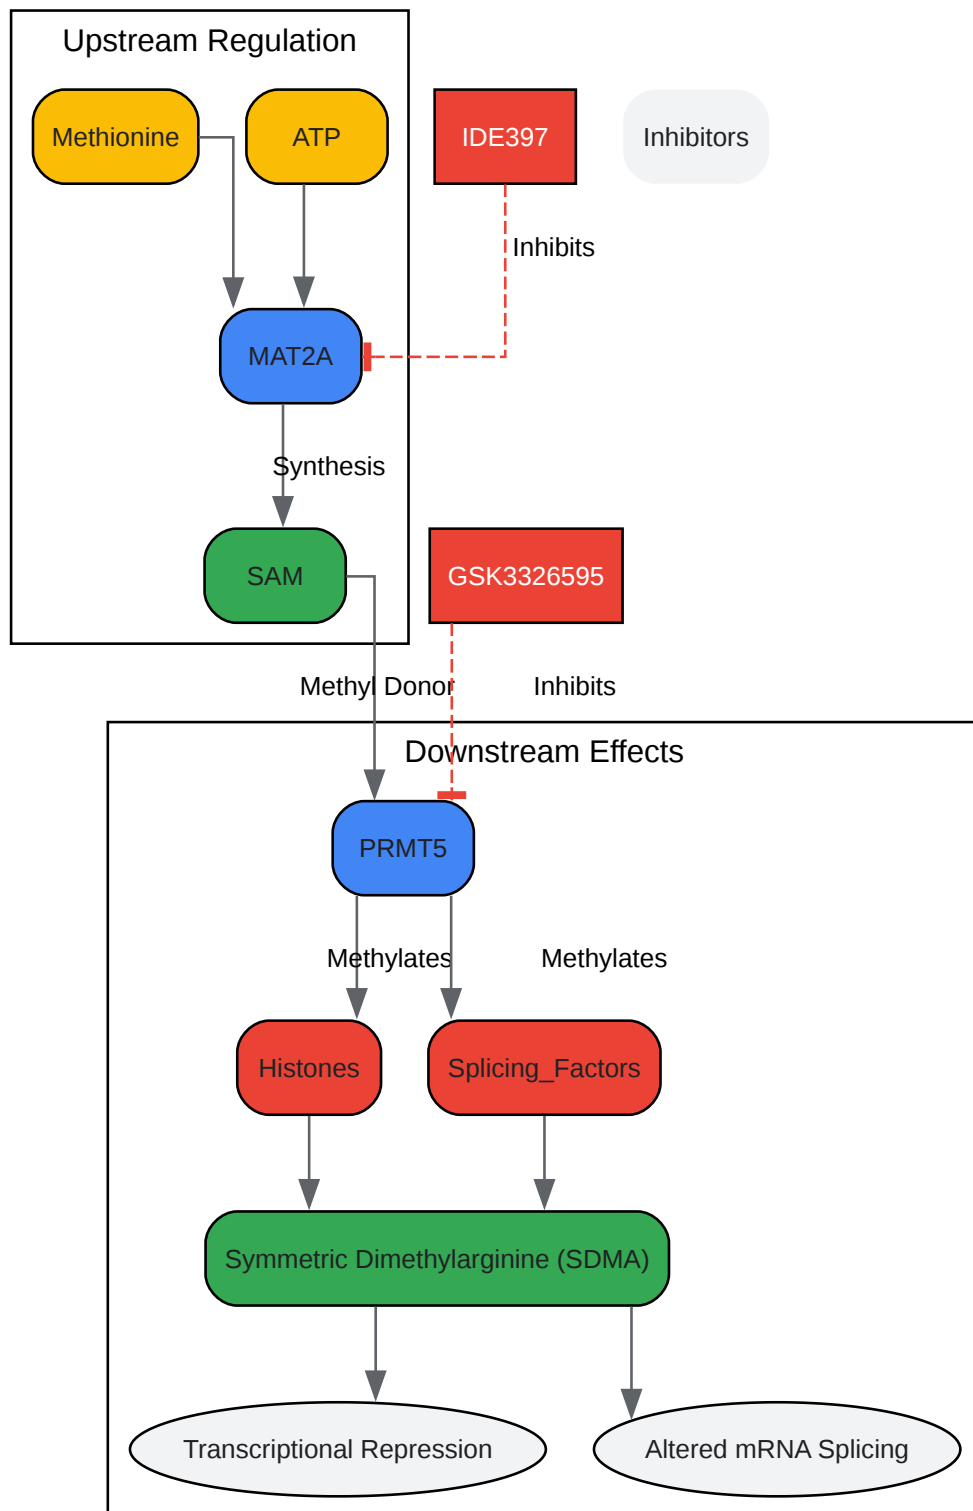 Upstream Regulation
Methionine
ATP
IDE397
Inhibitors
Inhibits
MAT2A
Synthesis
SAM
GSK3326595
Methyl Donor
Inhibits
Downstream Effects
PRMT5
Methylates
Methylates
Histones
Splicing_Factors
Symmetric Dimethylarginine (SDMA)
Transcriptional Repression
Altered mRNA Splicing